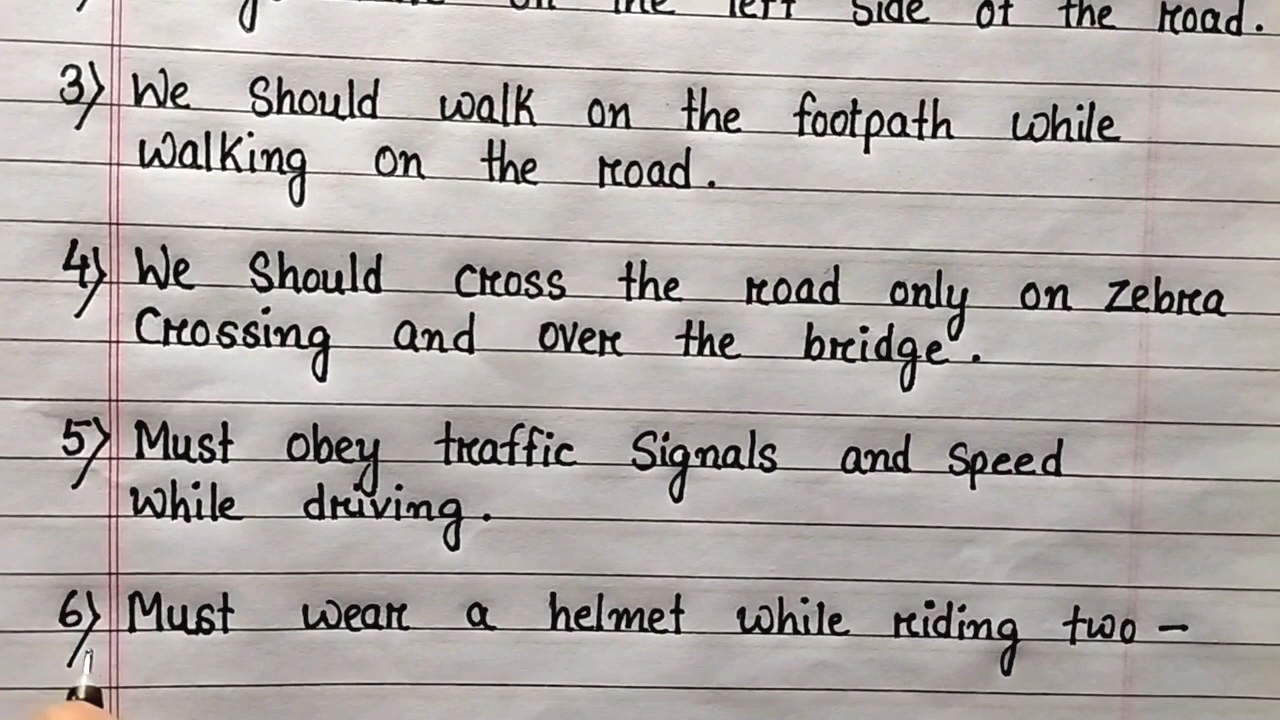 the left side of the road.
3) We Should walk on the footpath while
walking on the road.
4) We Should cross the road only on zebra
Crossing and over the bridge.
5) Must obey traffic Signals and speed
while driving.
6) Must wear a helmet while riding two -